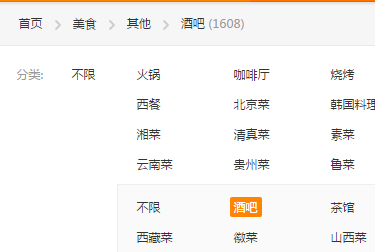 首页 美食 其他 酒吧 (1608)
分类: 不限 火锅 咖啡厅 烧烤
西餐 北京菜 韩国料理
湘菜 清真菜 素菜
云南菜 贵州菜 鲁菜
不限 酒吧 茶馆
西藏菜 徽菜 山西菜